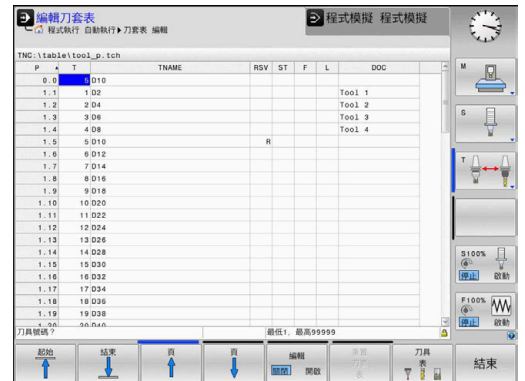 編輯刀套表
程式執行 自動執行▶刀套表 編輯
程式模擬 程式模擬
TNC:\table\tool_p.tch
P T TNAME RSV ST F L DOC
0.0 5 D10
1.1 1 D2 Tool 1
1.2 2 D4 Tool 2
1.3 3 D6 Tool 3
1.4 4 D8 Tool 4
1.5 5 D10 R
1.6 6 D12
1.7 7 D14
1.8 8 D16
1.9 9 D18
1.10 10 D20
1.11 11 D22
1.12 12 D24
1.13 13 D26
1.14 14 D28
1.15 15 D30
1.16 16 D32
1.17 17 D34
1.18 18 D36
1.19 19 D38
1.20 20 D40
刀具號碼? 最低1, 最高99999
M
S
T
S100%
停止 啟動
F100%
停止 啟動
起始
結束
頁
頁
編輯
關閉 開啟
刀具
表
結束